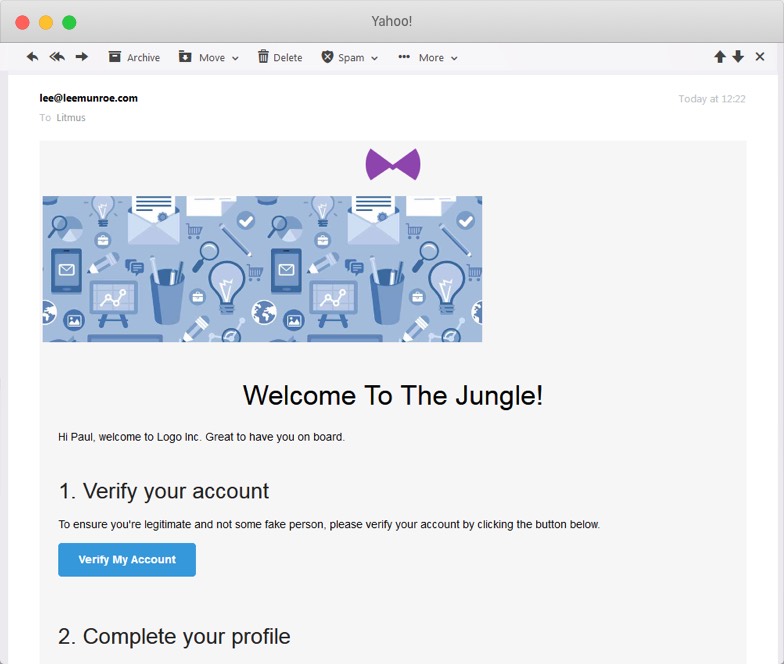 Yahoo!
Archive Move Delete Spam More
lee@leemunroe.com Today at 12:22
To Litmus
Welcome To The Jungle!
Hi Paul, welcome to Logo Inc. Great to have you on board.
1. Verify your account
To ensure you're legitimate and not some fake person, please verify your account by clicking the button below.
Verify My Account
2. Complete your profile